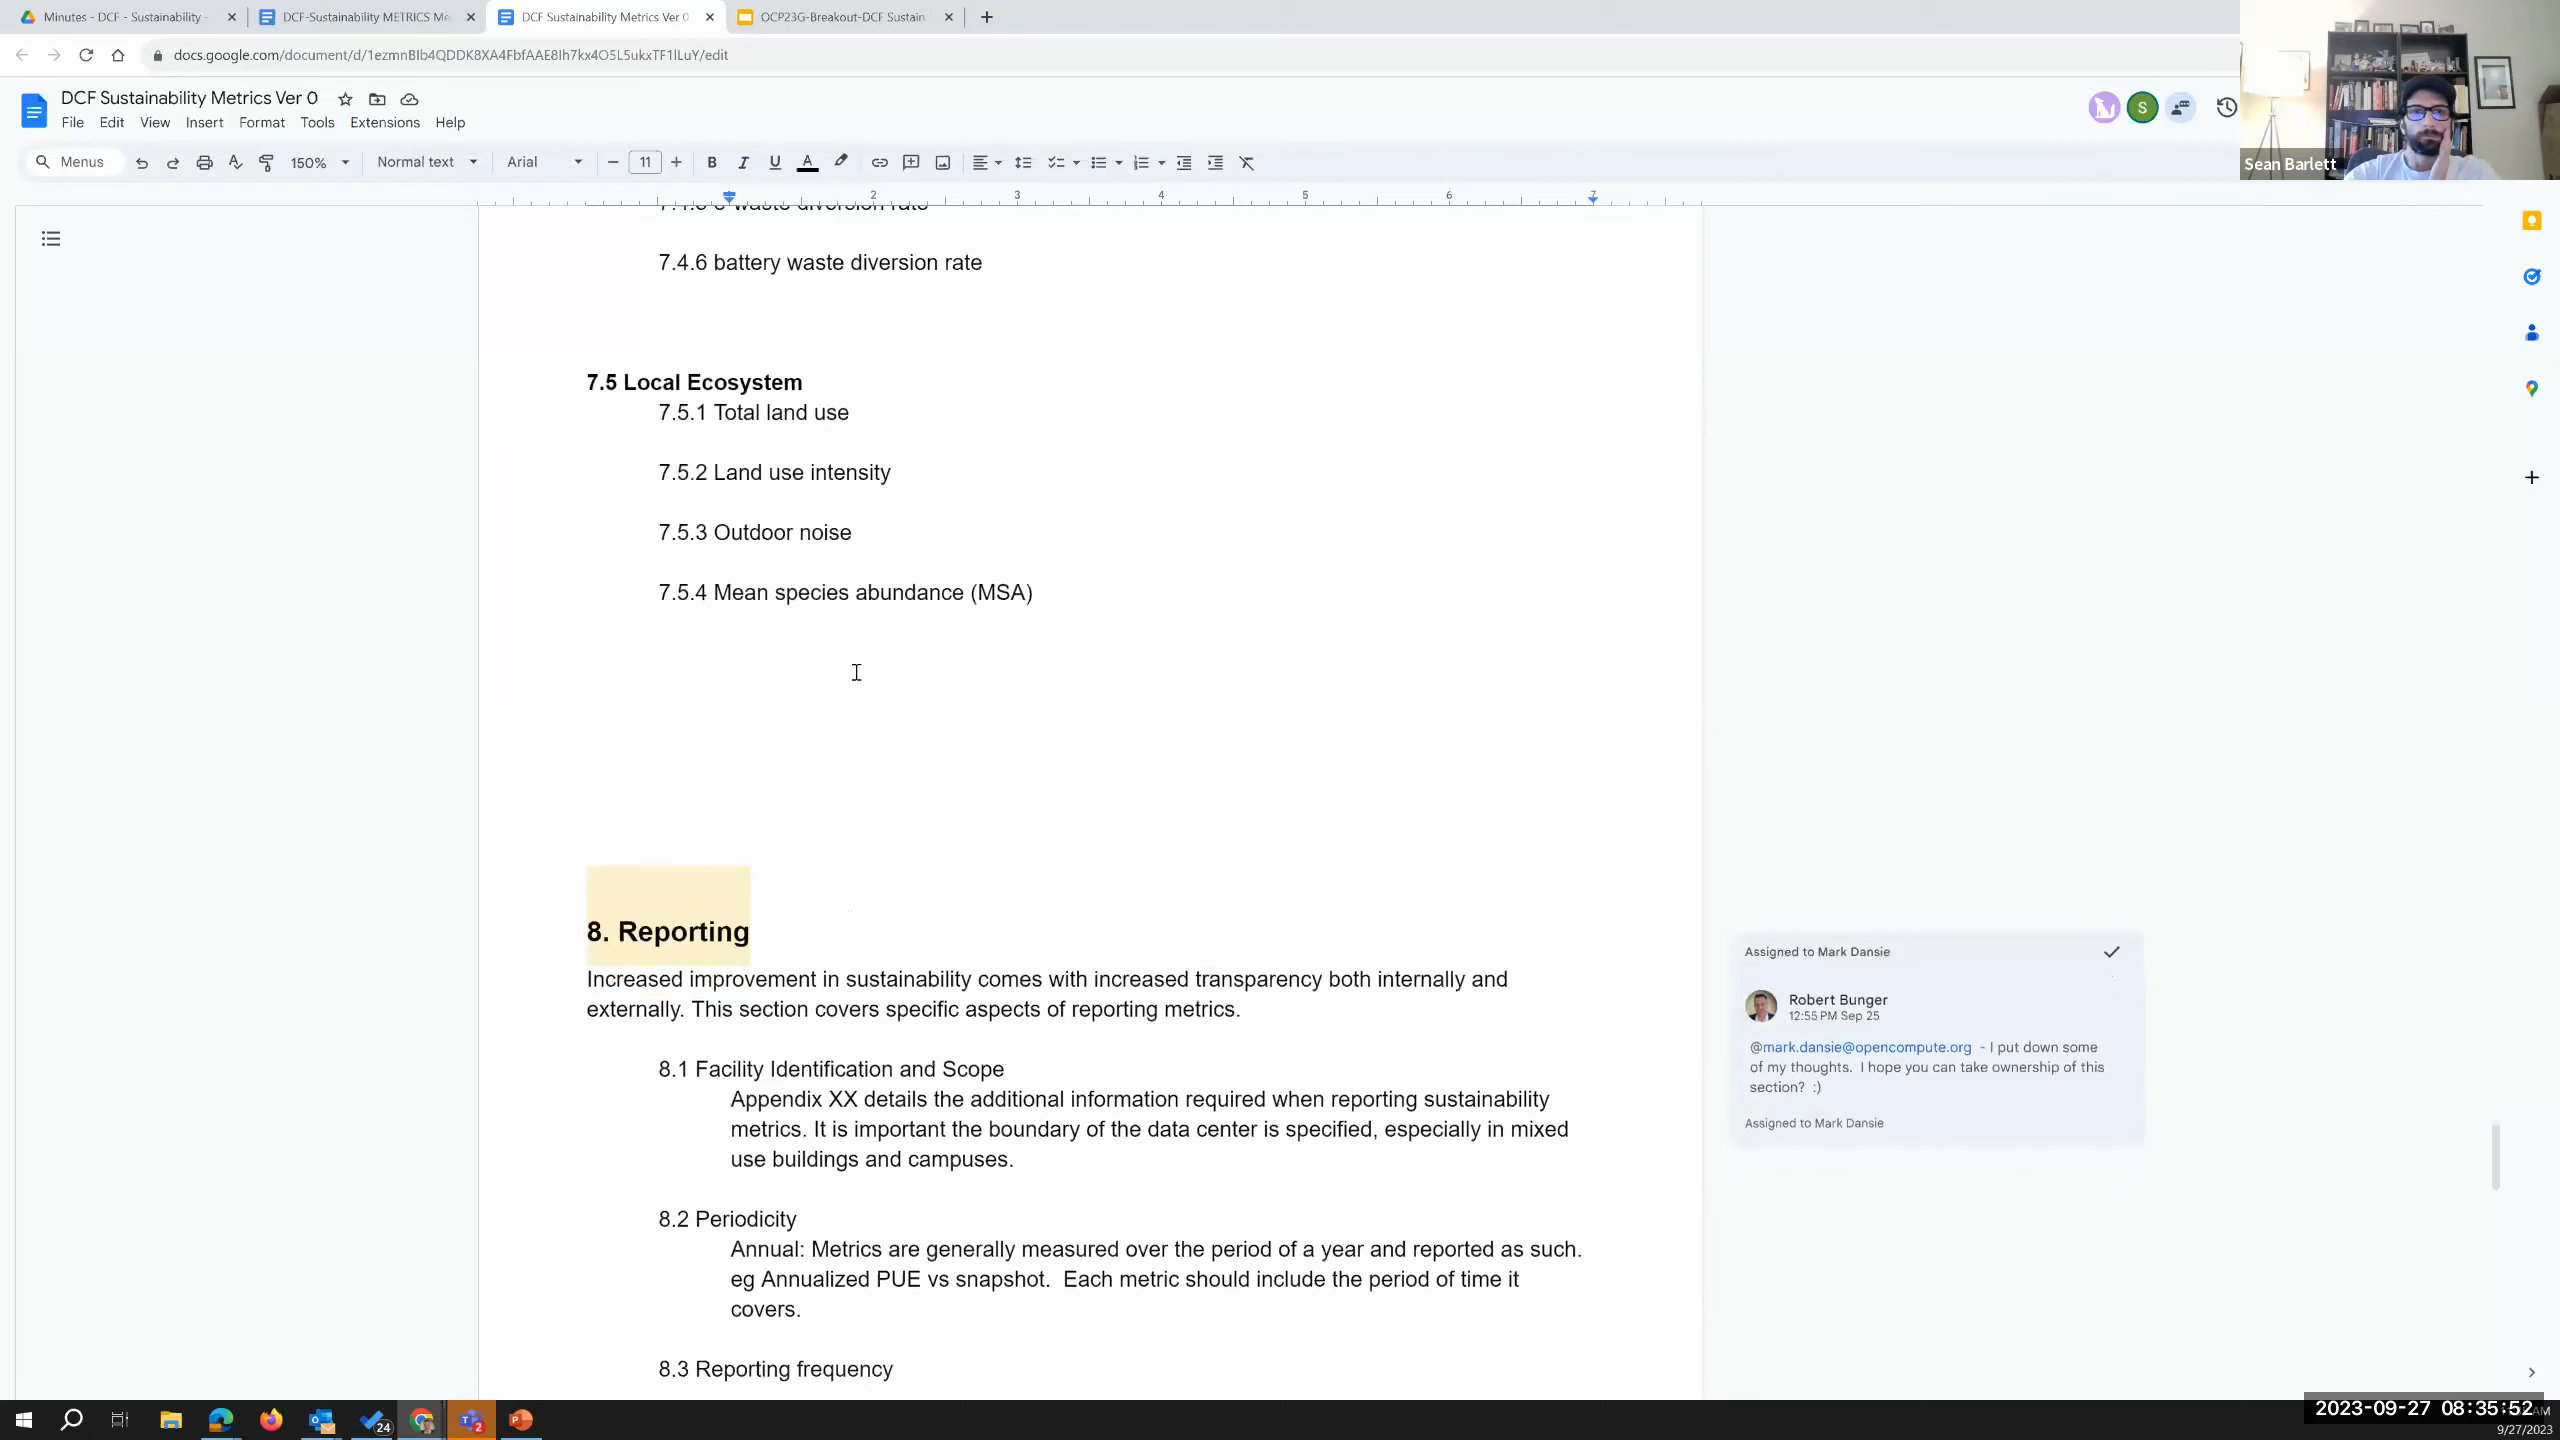 Minutes - DCF - Sustainability -
DCF-Sustainability METRICS Me
DCF Sustainability Metrics Ver 0
OCP23G-Breakout-DCF Sustain
docs.google.com/document/d/1ezmnBIb4QDDK8XA4FbfAAE8Ih7kx4O5L5ukxTF1lLuY/edit
DCF Sustainability Metrics Ver 0
File Edit View Insert Format Tools Extensions Help
S
Sean Barlett
Menus 150% Normal text Arial 11
2 3 4 5 6 7
7.4.6 battery waste diversion rate
7.5 Local Ecosystem
7.5.1 Total land use
7.5.2 Land use intensity
7.5.3 Outdoor noise
7.5.4 Mean species abundance (MSA)
8. Reporting
Increased improvement in sustainability comes with increased transparency both internally and
externally. This section covers specific aspects of reporting metrics.
8.1 Facility Identification and Scope
Appendix XX details the additional information required when reporting sustainability
metrics. It is important the boundary of the data center is specified, especially in mixed
use buildings and campuses.
8.2 Periodicity
Annual: Metrics are generally measured over the period of a year and reported as such.
eg Annualized PUE vs snapshot. Each metric should include the period of time it
covers.
8.3 Reporting frequency
Assigned to Mark Dansie
Robert Bunger
12:55 PM Sep 25
@mark.dansie@opencompute.org - I put down some
of my thoughts. I hope you can take ownership of this
section? :)
Assigned to Mark Dansie
24
2
2023-09-27 08:35:52
9/27/2023